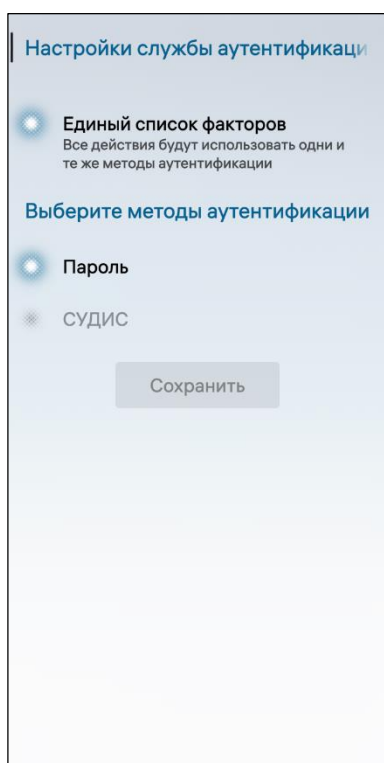 Настройки службы аутентификаци
Единый список факторов
Все действия будут использовать одни и
те же методы аутентификации
Выберите методы аутентификации
Пароль
СУДИС
Сохранить